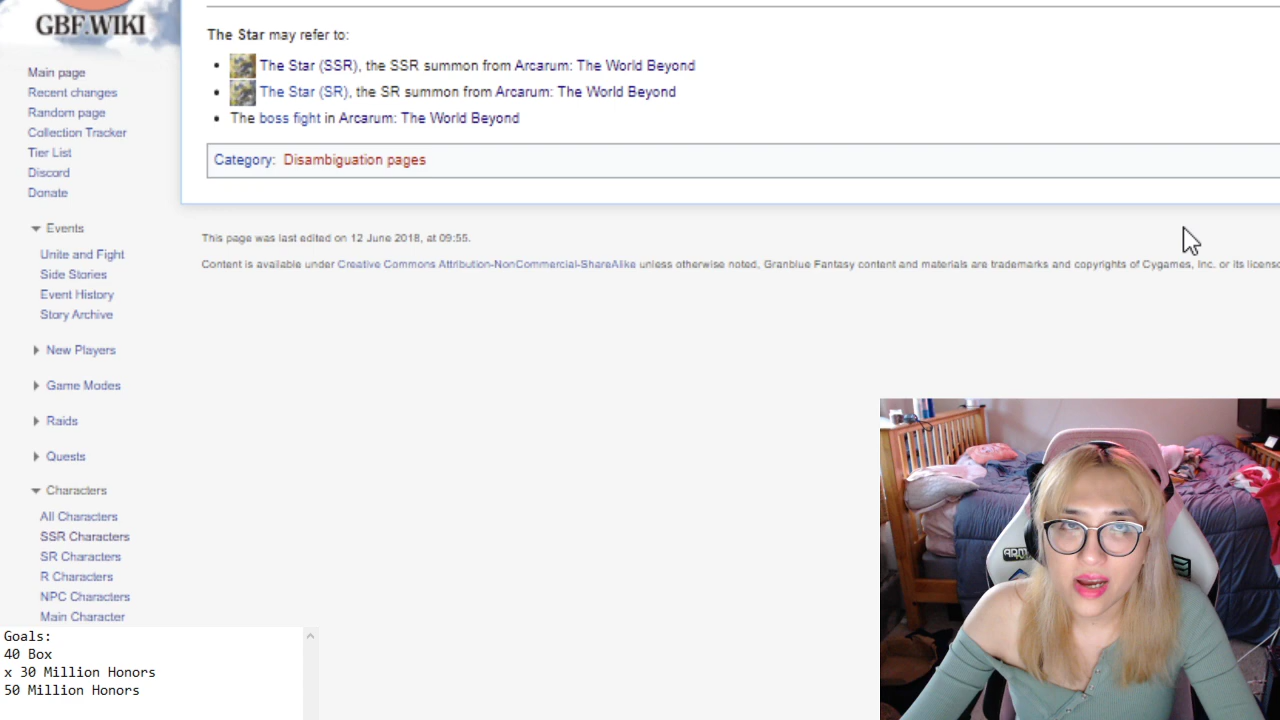 GBF.WIKI
Main page
Recent changes
Random page
Collection Tracker
Tier List
Discord
Donate
Events
Unite and Fight
Side Stories
Event History
Story Archive
New Players
Game Modes
Raids
Quests
Characters
All Characters
SSR Characters
SR Characters
R Characters
NPC Characters
Main Character
The Star may refer to:
The Star (SSR), the SSR summon from Arcarum: The World Beyond
The Star (SR), the SR summon from Arcarum: The World Beyond
The boss fight in Arcarum: The World Beyond
Category: Disambiguation pages
This page was last edited on 12 June 2018, at 09:55.
Content is available under Creative Commons Attribution-NonCommercial-ShareAlike unless otherwise noted, Granblue Fantasy content and materials are trademarks and copyrights of Cygames, Inc. or its
Goals:
40 Box
x 30 Million Honors
50 Million Honors